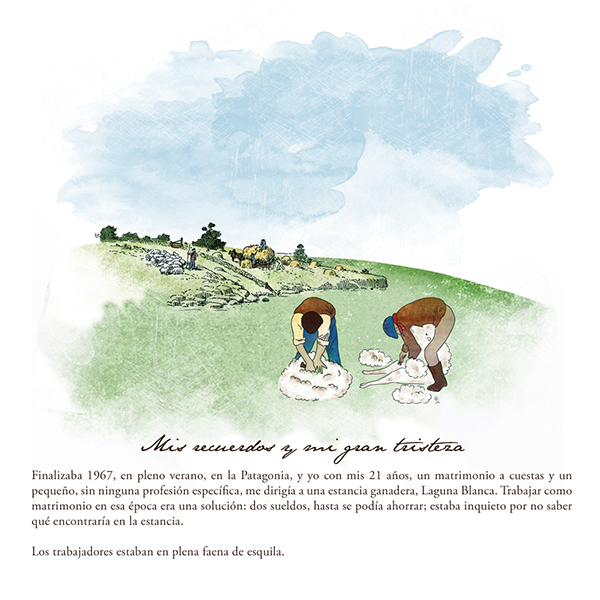 Mis recuerdos y mi gran tristeza
Finalizaba 1967, en pleno verano, en la Patagonia, y yo con mis 21 años, un matrimonio a cuestas y un
pequeño, sin ninguna profesión específica, me dirigía a una estancia ganadera, Laguna Blanca. Trabajar como
matrimonio en esa época era una solución: dos sueldos, hasta se podía ahorrar; estaba inquieto por no saber
qué encontraría en la estancia.
Los trabajadores estaban en plena faena de esquila.